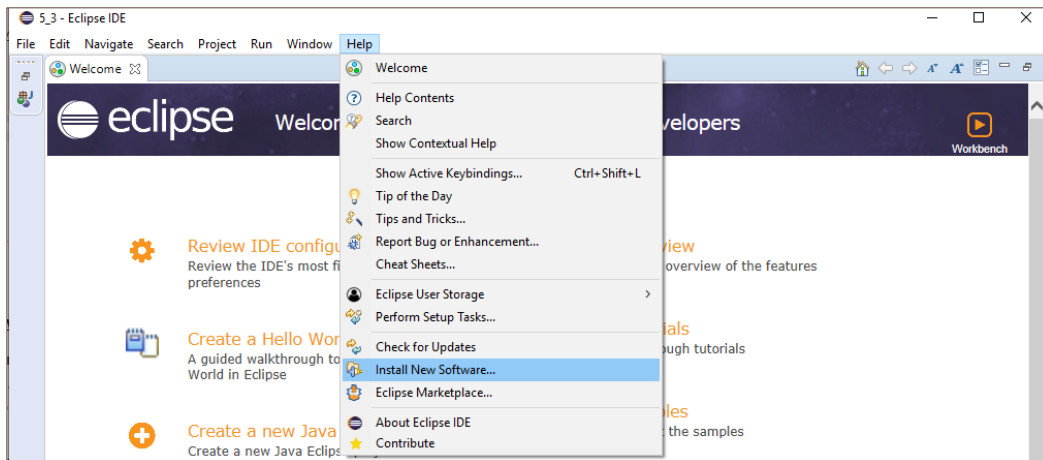 5_3 - Eclipse IDE
File Edit Navigate Search Project Run Window Help
Welcome
eclipse
Welcome
Help Contents
Search
Show Contextual Help
velopers
Workbench
Show Active Keybindings... Ctrl+Shift+L
Tip of the Day
Tips and Tricks...
Report Bug or Enhancement...
Cheat Sheets...
Eclipse User Storage
Perform Setup Tasks...
Check for Updates
Install New Software...
Eclipse Marketplace...
About Eclipse IDE
Contribute
Review IDE configu
Review the IDE's most fi
preferences
view
overview of the features
Create a Hello Wor
A guided walkthrough to
World in Eclipse
ials
ough tutorials
Create a new Java
Create a new Java Eclips
les
t the samples